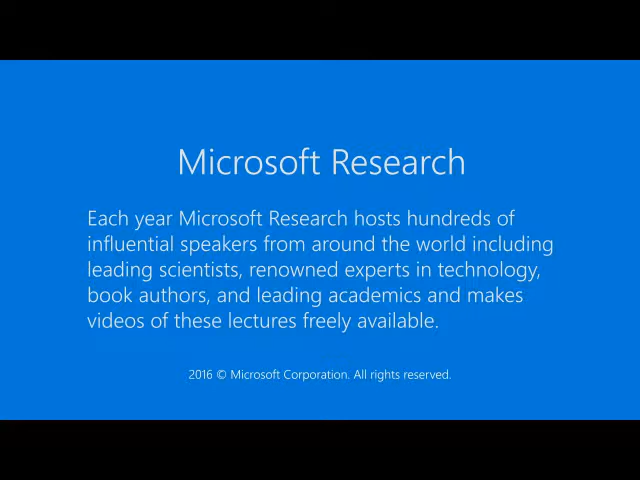 Microsoft Research
Each year Microsoft Research hosts hundreds of
influential speakers from around the world including
leading scientists, renowned experts in technology,
book authors, and leading academics and makes
videos of these lectures freely available.
2016 © Microsoft Corporation. All rights reserved.